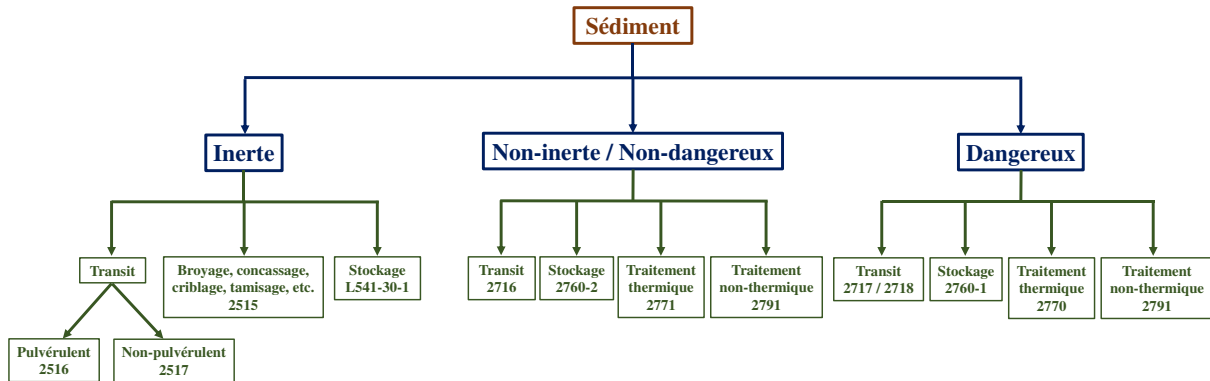 Sédiment
Inerte
Non-inerte / Non-dangereux
Dangereux
Transit
Broyage, concassage,
criblage, tamisage, etc.
2515
Stockage
L541-30-1
Pulvérulent
2516
Non-pulvérulent
2517
Transit
2716
Stockage
2760-2
Traitement
thermique
2771
Traitement
non-thermique
2791
Transit
2717 / 2718
Stockage
2760-1
Traitement
thermique
2770
Traitement
non-thermique
2791